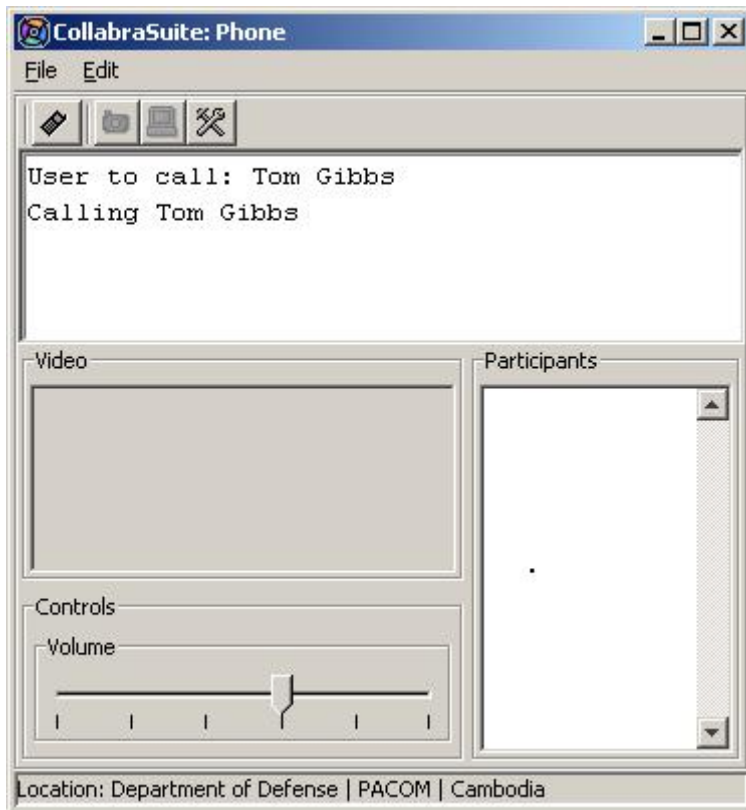 CollabraSuite: Phone
File Edit
User to call: Tom Gibbs
Calling Tom Gibbs
Video
Participants
Controls
Volume
Location: Department of Defense | PACOM | Cambodia